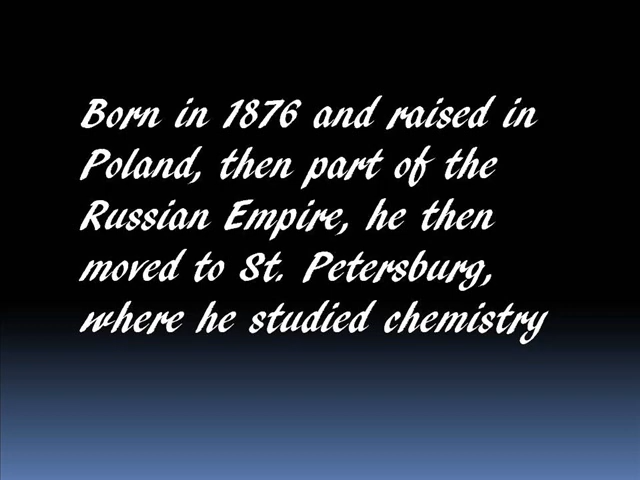 Born in 1876 and raised in
Poland, then part of the
Russian Empire, he then
moved to St. Petersburg,
where he studied chemistry